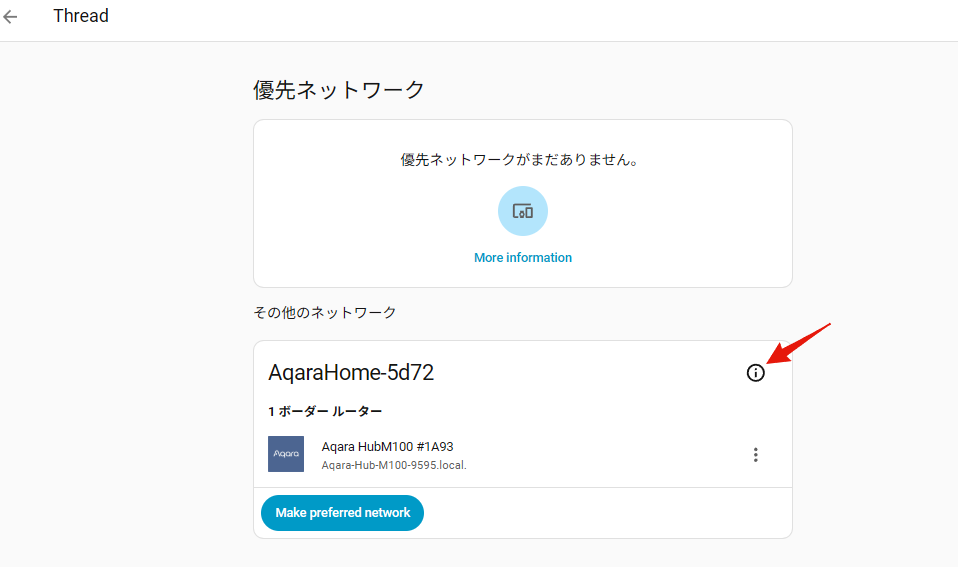 Thread
優先ネットワーク
優先ネットワークがまだありません。
More information
その他のネットワーク
AqaraHome-5d72
1 ボーダー ルーター
Aqara
Aqara HubM100 #1A93
Aqara-Hub-M100-9595.local.
Make preferred network